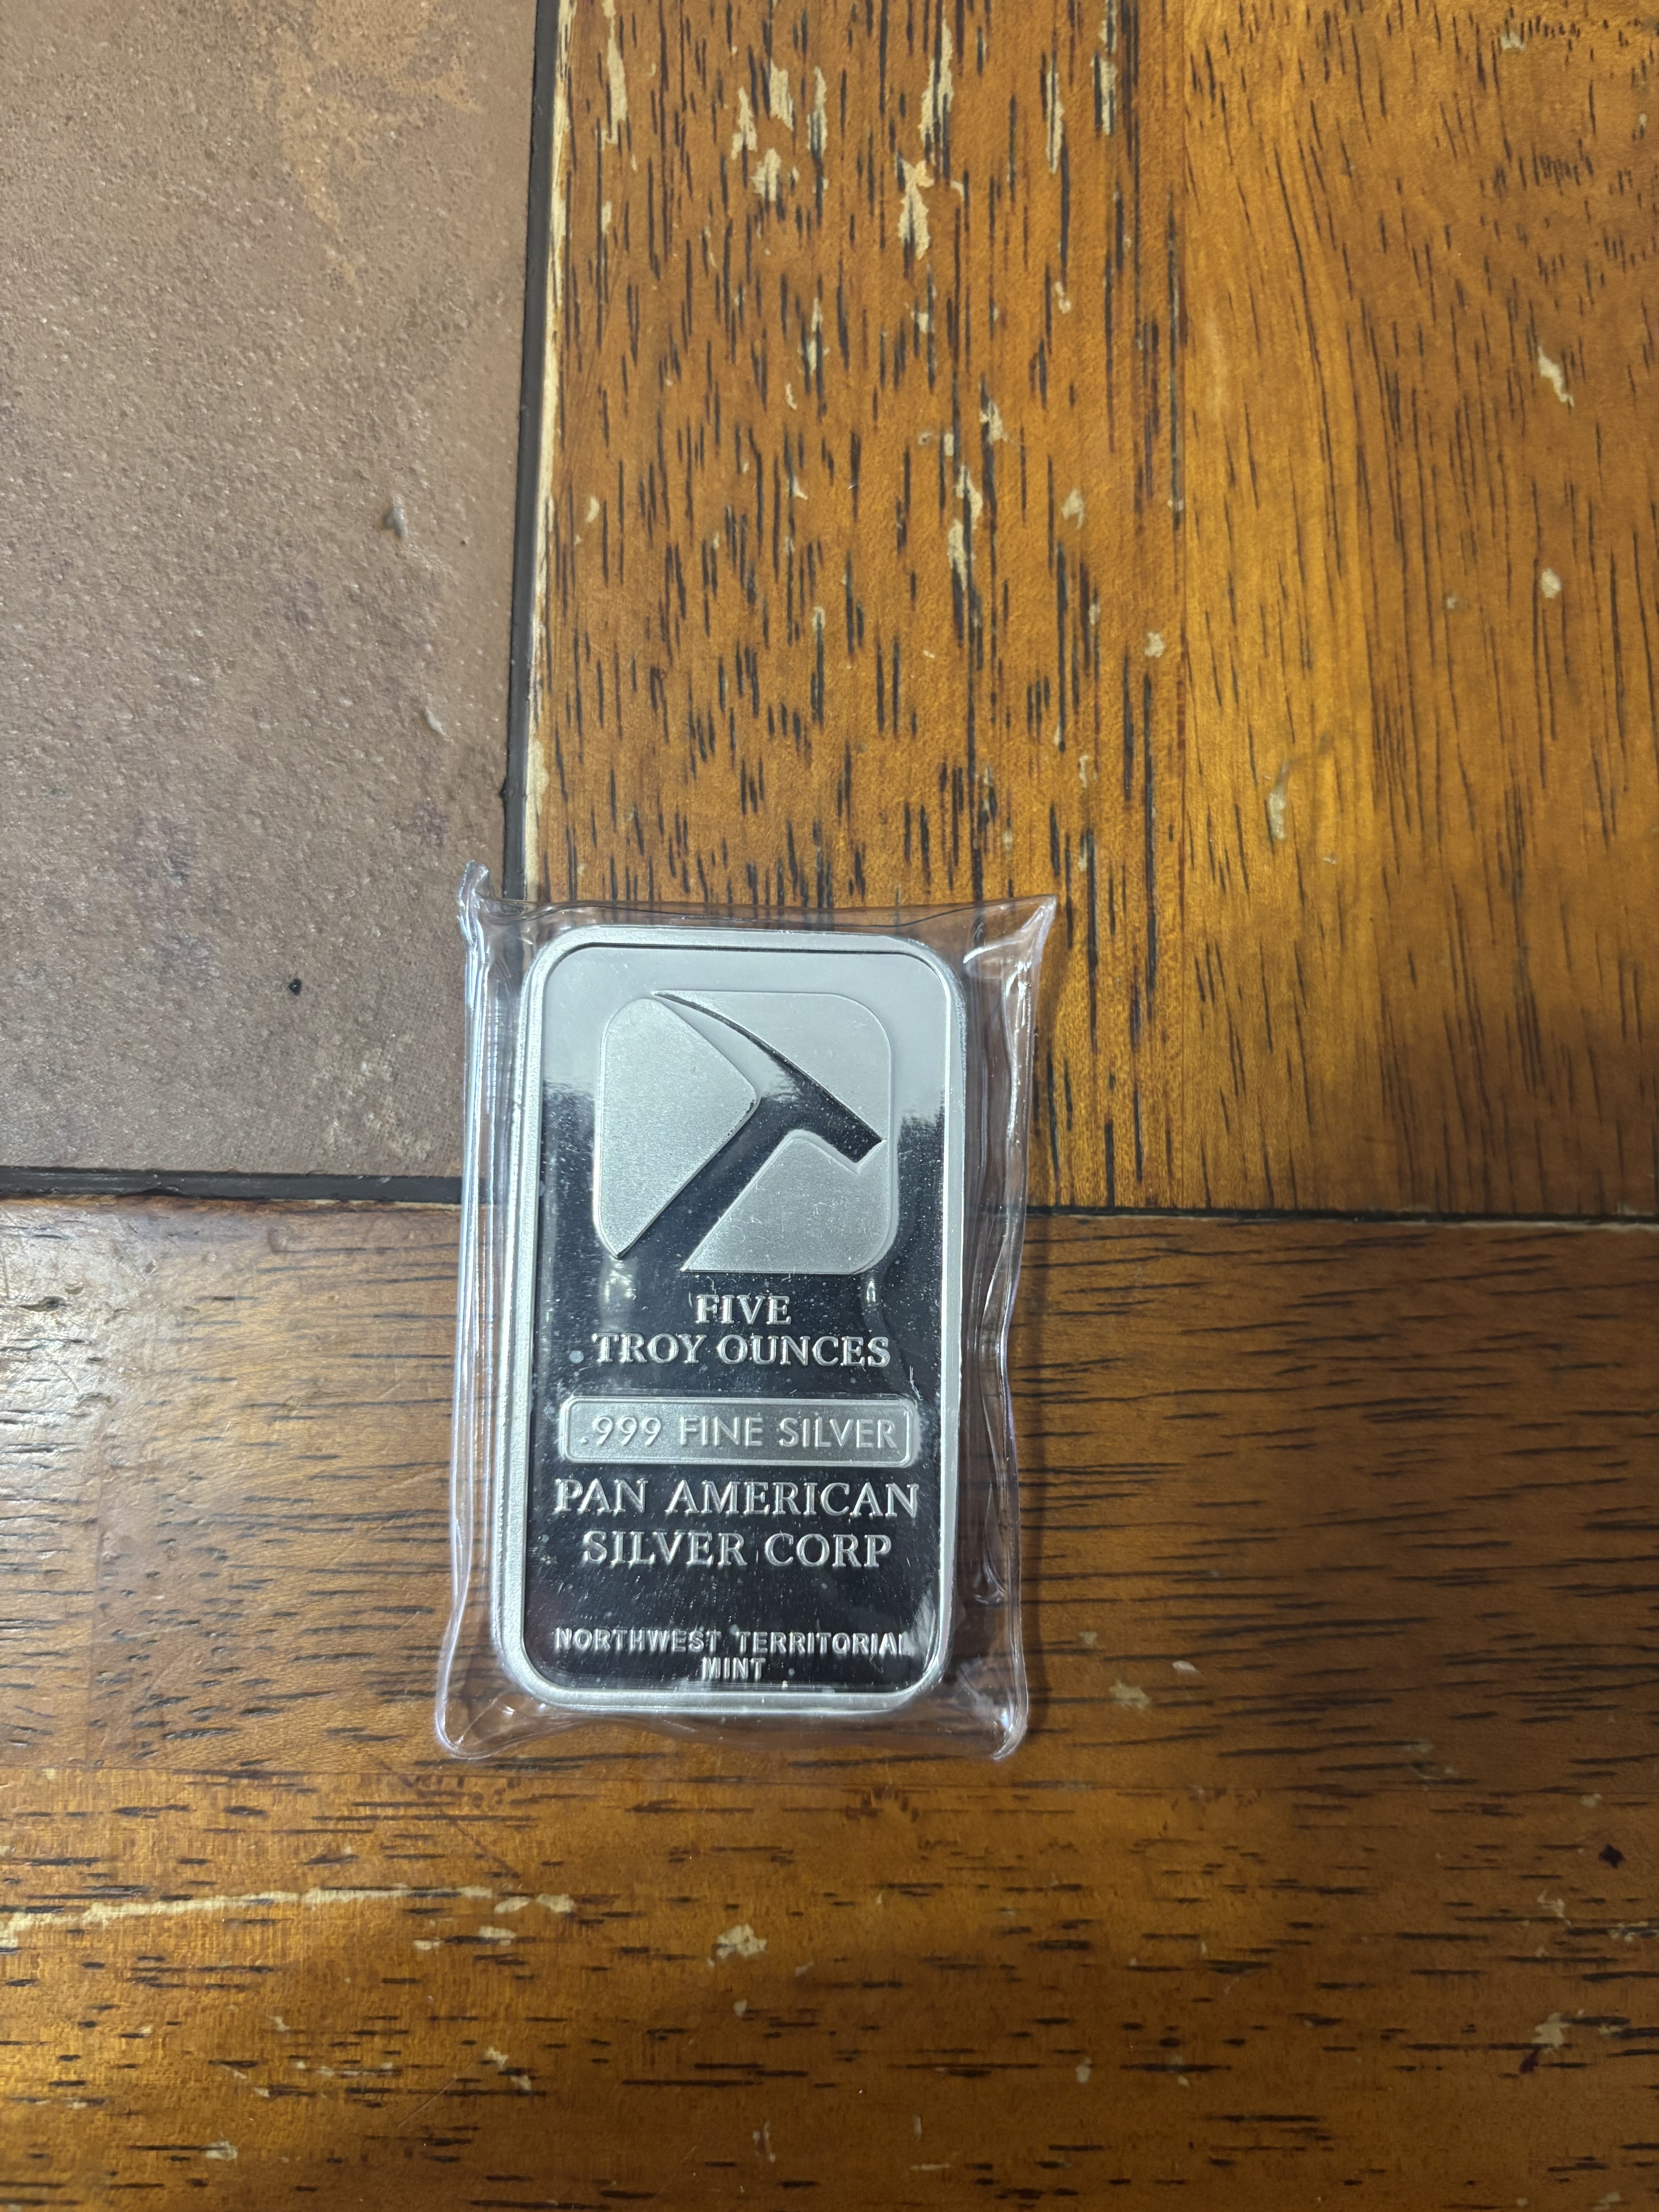 FIVE
TROY OUNCES
.999 FINE SILVER
PAN AMERICAN
SILVER CORP
NORTHWEST TERRITORIAL
MINT